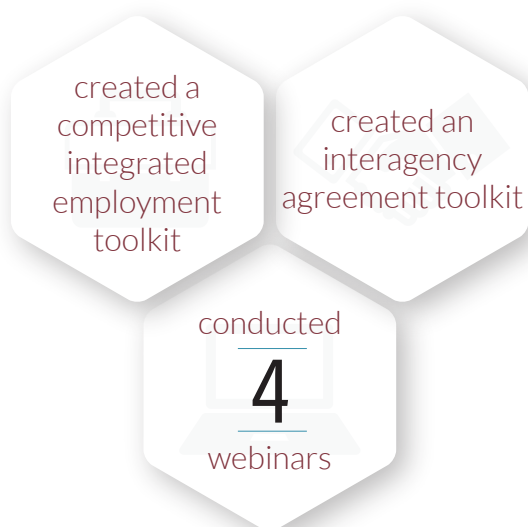 created a
competitive
integrated
employment
toolkit
created an
interagency
agreement toolkit
conducted
4
webinars